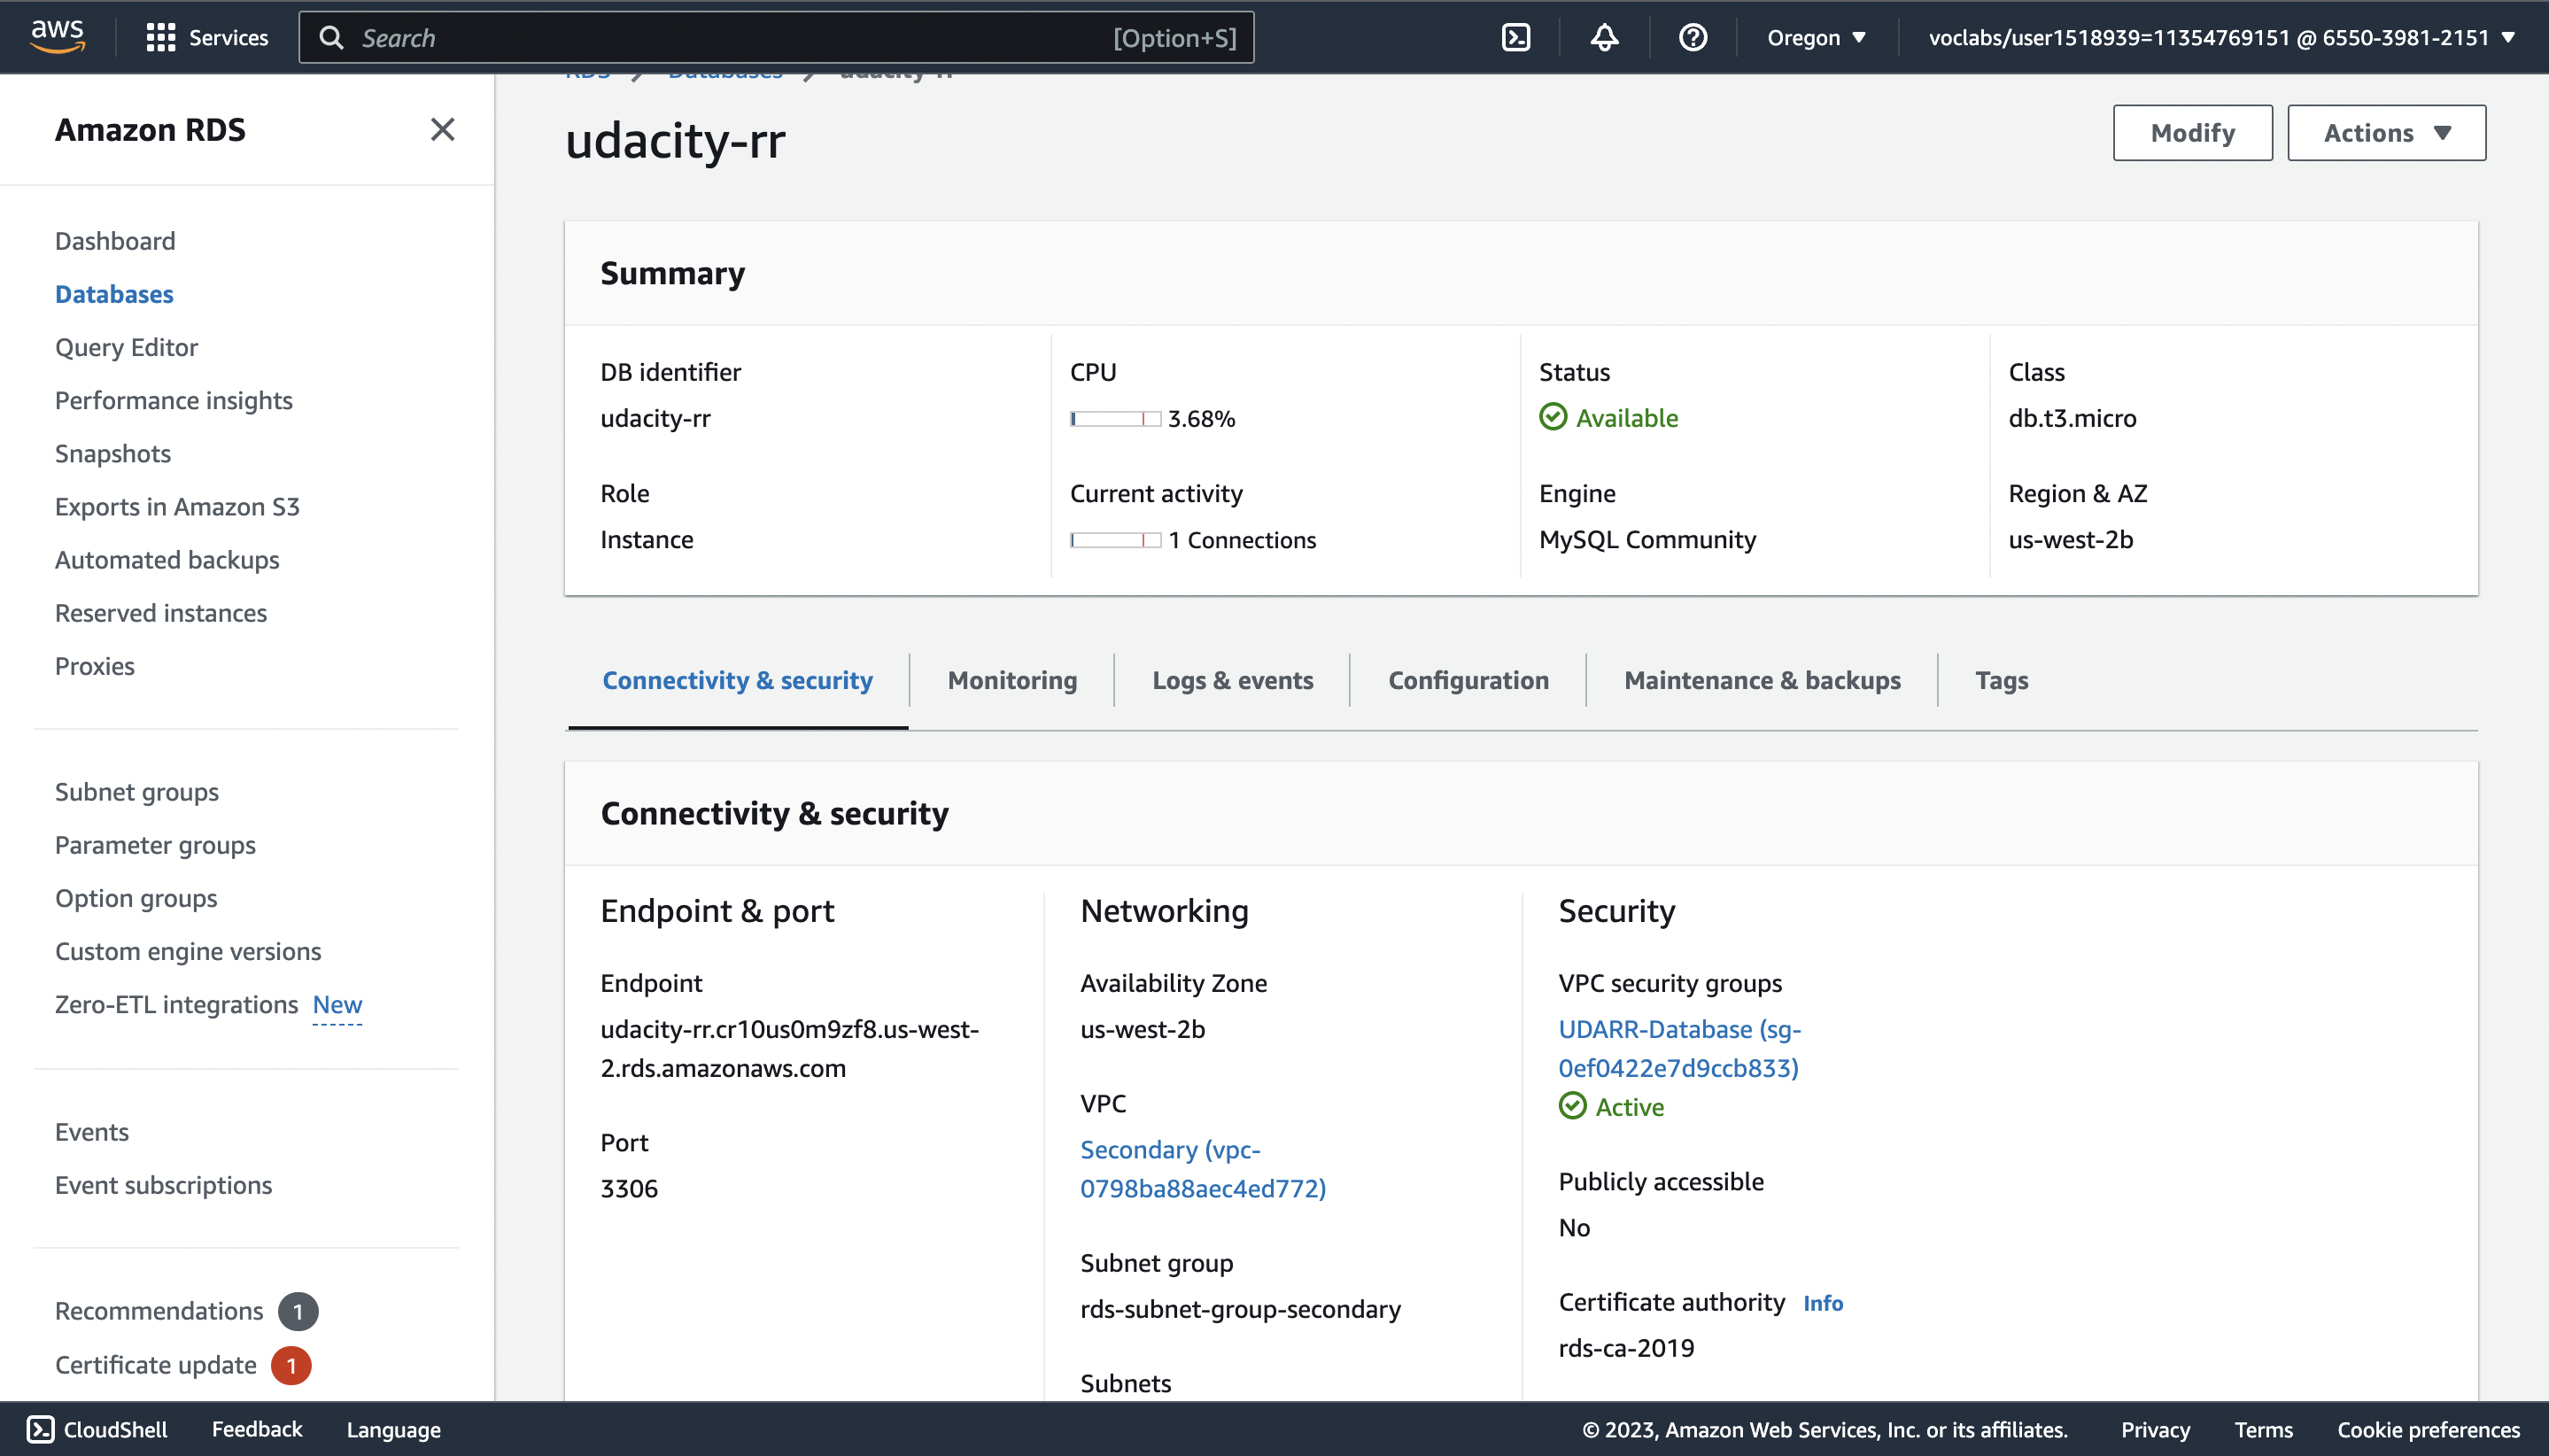 aws
Services
Search
[Option+S]
Oregon
voclabs/user1518939=11354769151 @ 6550-3981-2151
Amazon RDS
Dashboard
Databases
Query Editor
Performance insights
Snapshots
Exports in Amazon S3
Automated backups
Reserved instances
Proxies
Subnet groups
Parameter groups
Option groups
Custom engine versions
Zero-ETL integrations New
Events
Event subscriptions
Recommendations 1
Certificate update 1
RDS Databases udacity-rr
udacity-rr
Modify
Actions
Summary
DB identifier
udacity-rr
CPU
3.68%
Status
Available
Class
db.t3.micro
Role
Instance
Current activity
1 Connections
Engine
MySQL Community
Region & AZ
us-west-2b
Connectivity & security
Monitoring
Logs & events
Configuration
Maintenance & backups
Tags
Connectivity & security
Endpoint & port
Endpoint
udacity-rr.cr10us0m9zf8.us-west-
2.rds.amazonaws.com
Port
3306
Networking
Availability Zone
us-west-2b
VPC
Secondary (vpc-
0798ba88aec4ed772)
Subnet group
rds-subnet-group-secondary
Subnets
Security
VPC security groups
UDARR-Database (sg-
0ef0422e7d9ccb833)
Active
Publicly accessible
No
Certificate authority Info
rds-ca-2019
CloudShell
Feedback
Language
© 2023, Amazon Web Services, Inc. or its affiliates.
Privacy
Terms
Cookie preferences